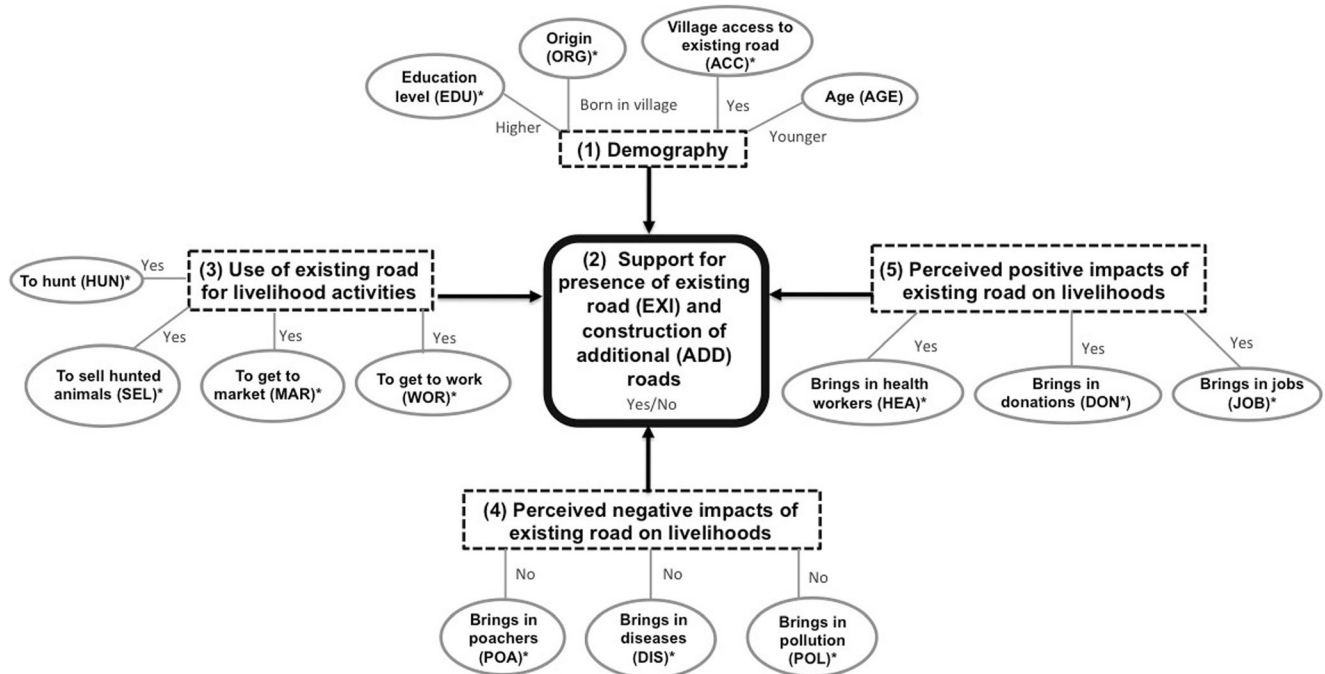 Origin
(ORG)*
Village access to
existing road
(ACC)*
Education
level (EDU)*
Age (AGE)
Born in village
Yes
Higher
Younger
(1) Demography
(3) Use of existing road
for livelihood activities
Yes
To hunt (HUN)*
Yes
Yes
Yes
To sell hunted
animals (SEL)*
To get to
market (MAR)*
To get to work
(WOR)*
(2) Support for
presence of existing
road (EXI) and
construction of
additional (ADD)
roads
Yes/No
(5) Perceived positive impacts of
existing road on livelihoods
Yes
Yes
Yes
Brings in health
workers (HEA)*
Brings in
donations (DON*)
Brings in jobs
(JOB)*
(4) Perceived negative impacts of
existing road on livelihoods
No
No
No
Brings in
poachers
(POA)*
Brings in
diseases
(DIS)*
Brings in
pollution
(POL)*